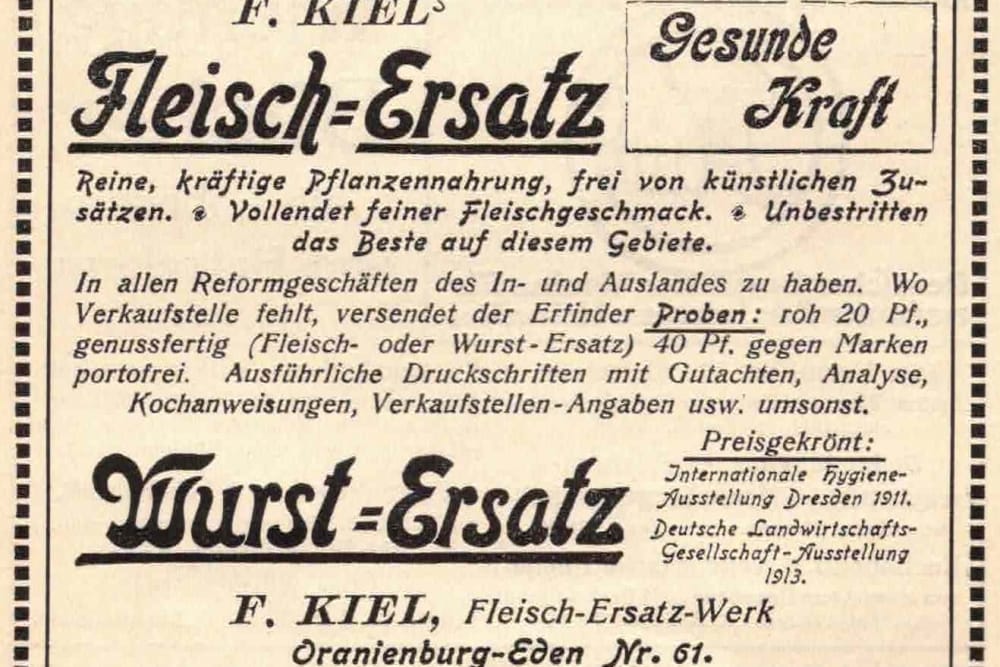 F. KIELs
Fleisch=Ersatz
Gesunde
Kraft
Reine, kräftige Pflanzennahrung, frei von künstlichen Zu-
sätzen. Vollendet feiner Fleischgeschmack. Unbestritten
das Beste auf diesem Gebiete.
In allen Reformgeschäften des In- und Auslandes zu haben. Wo
Verkaufstelle fehlt, versendet der Erfinder Proben: roh 20 Pf.,
genussfertig (Fleisch- oder Wurst-Ersatz) 40 Pf. gegen Marken
portofrei. Ausführliche Druckschriften mit Gutachten, Analyse,
Kochanweisungen, Verkaufstellen-Angaben usw. umsonst.
Wurst=Ersatz
Preisgekrönt:
Internationale Hygiene-
Ausstellung Dresden 1911.
Deutsche Landwirtschafts-
Gesellschaft-Ausstellung
1913.
F. KIEL, Fleisch-Ersatz-Werk
Oranienburg-Eden Nr. 61.